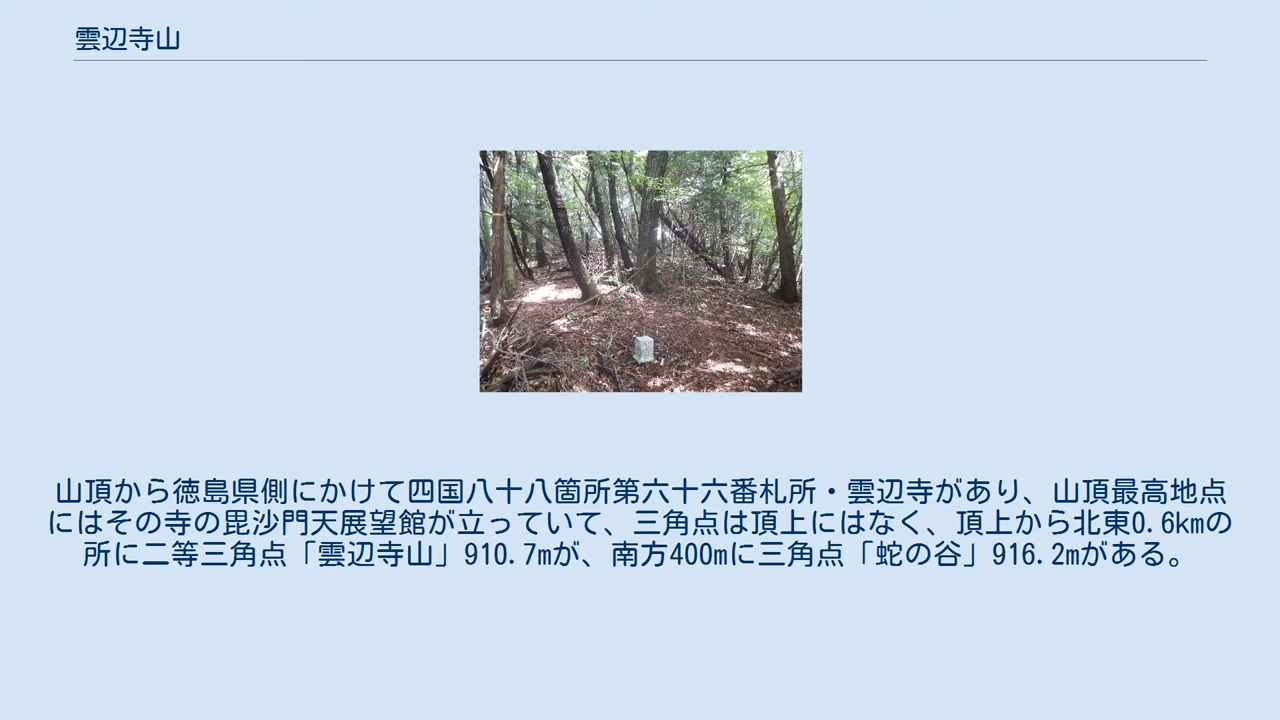 雲辺寺山
山頂から徳島県側にかけて四国八十八箇所第六十六番札所・雲辺寺があり、山頂最高地点
にはその寺の毘沙門天展望館が立っていて、三角点は頂上にはなく、頂上から北東0.6kmの
所に二等三角点「雲辺寺山」910.7mが、南方400mに三角点「蛇の谷」916.2mがある。